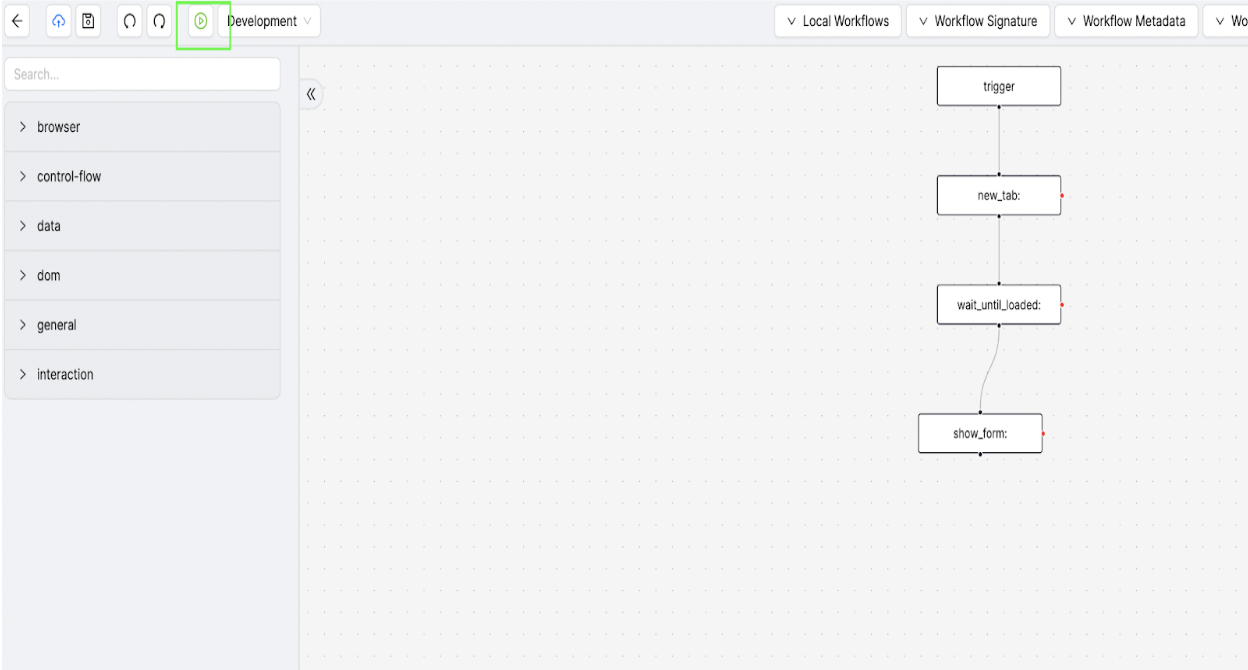 Development
Local Workflows
Workflow Signature
Workflow Metadata
Wo
Search...
browser
control-flow
data
dom
general
interaction
trigger
new_tab:
wait_until_loaded:
show_form: